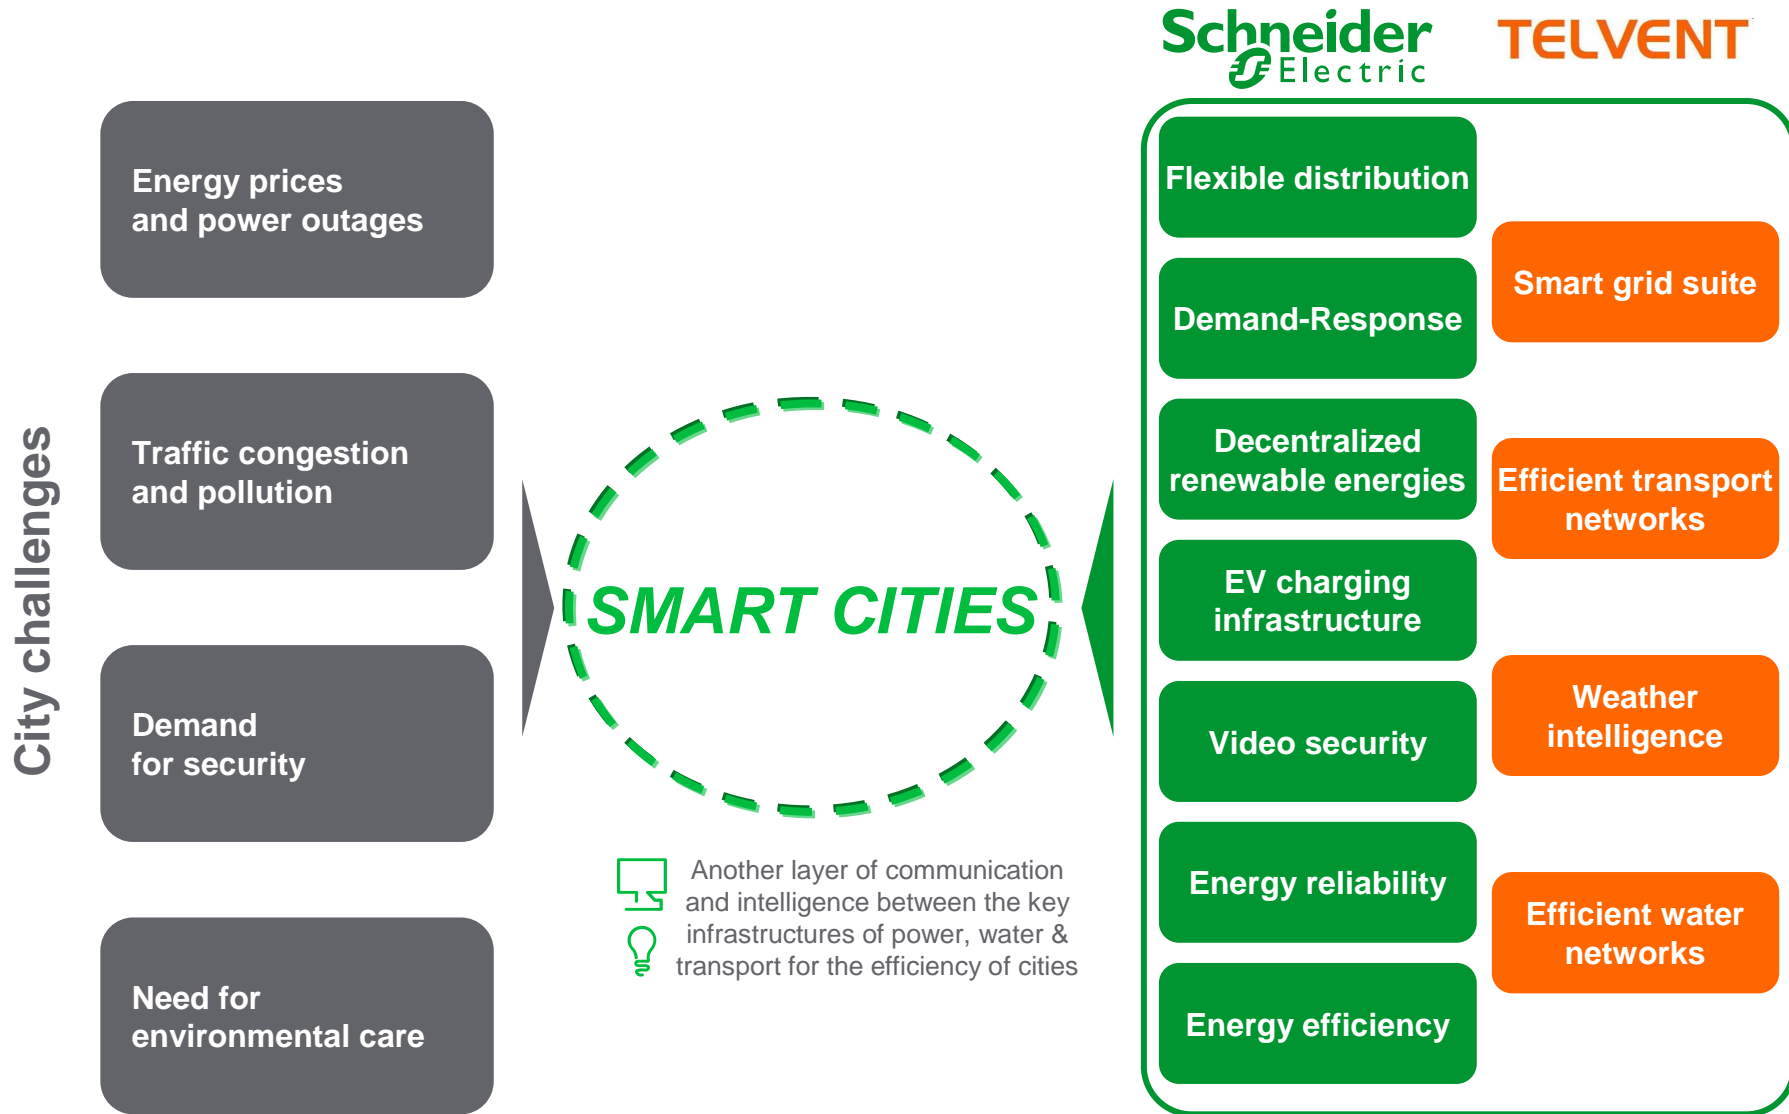 Schneider
Electric
TELVENT
City challenges
Energy prices
and power outages
Traffic congestion
and pollution
Demand
for security
Need for
environmental care
SMART CITIES
Another layer of communication
and intelligence between the key
infrastructures of power, water &
transport for the efficiency of cities
Flexible distribution
Demand-Response
Decentralized
renewable energies
EV charging
infrastructure
Video security
Energy reliability
Energy efficiency
Smart grid suite
Efficient transport
networks
Weather
intelligence
Efficient water
networks